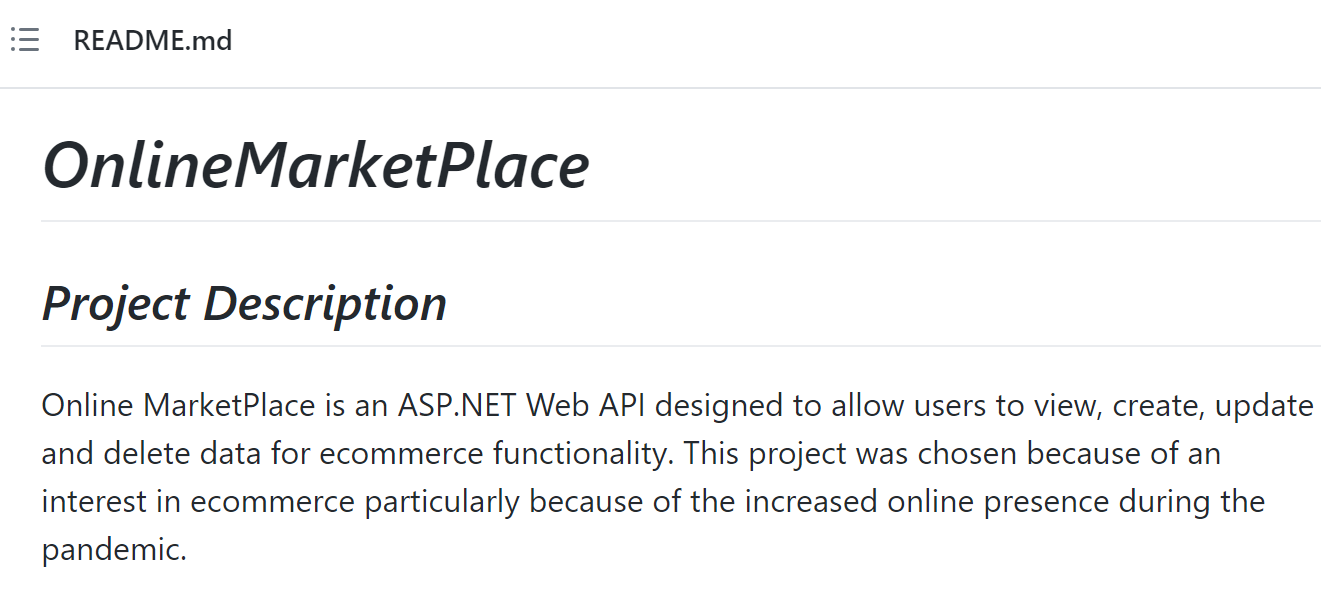 README.md
OnlineMarketPlace
Project Description
Online MarketPlace is an ASP.NET Web API designed to allow users to view, create, update
and delete data for ecommerce functionality. This project was chosen because of an
interest in ecommerce particularly because of the increased online presence during the
pandemic.